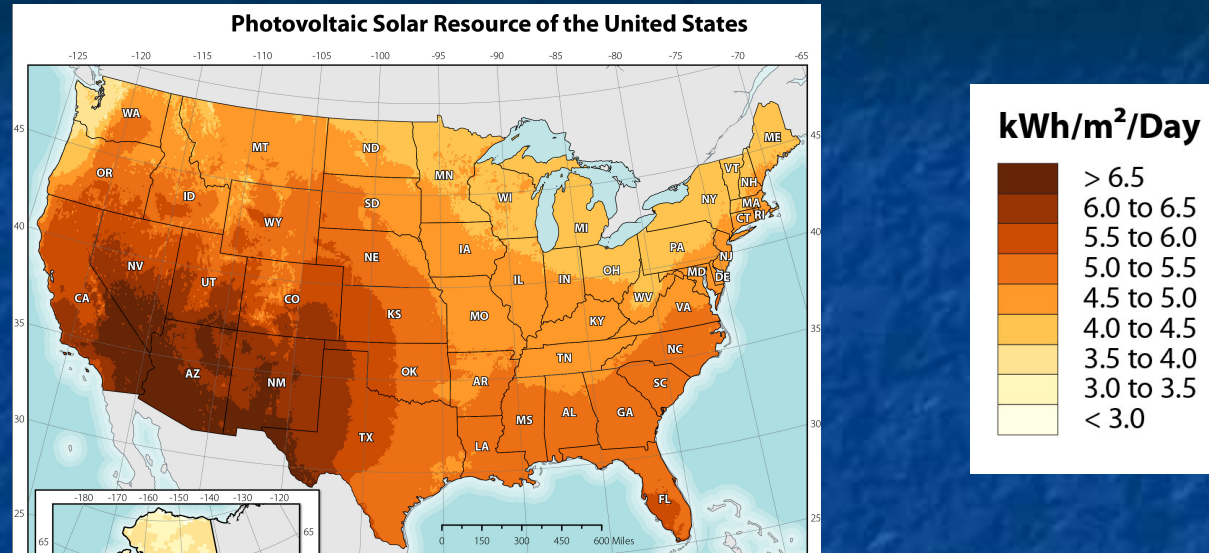 Photovoltaic Solar Resource of the United States
-125 -120 -115 -110 -105 -100 -95 -90 -85 -80 -75 -70 -65
45 45
40 40
35 35
30 30
25 25
WA
MT
ND
MN
ME
VT
NH
OR
ID
WY
SD
WI
MI
NY
MA
CT RI
NV
UT
CO
NE
IA
IL
IN
OH
PA
NJ
MD DE
CA
KS
MO
KY
WV
VA
AZ
NM
OK
AR
TN
NC
SC
TX
LA
MS
AL
GA
FL
-180 -170 -160 -150 -140 -130 -120
65 65
0 150 300 450 600 Miles
kWh/m²/Day
> 6.5
6.0 to 6.5
5.5 to 6.0
5.0 to 5.5
4.5 to 5.0
4.0 to 4.5
3.5 to 4.0
3.0 to 3.5
< 3.0